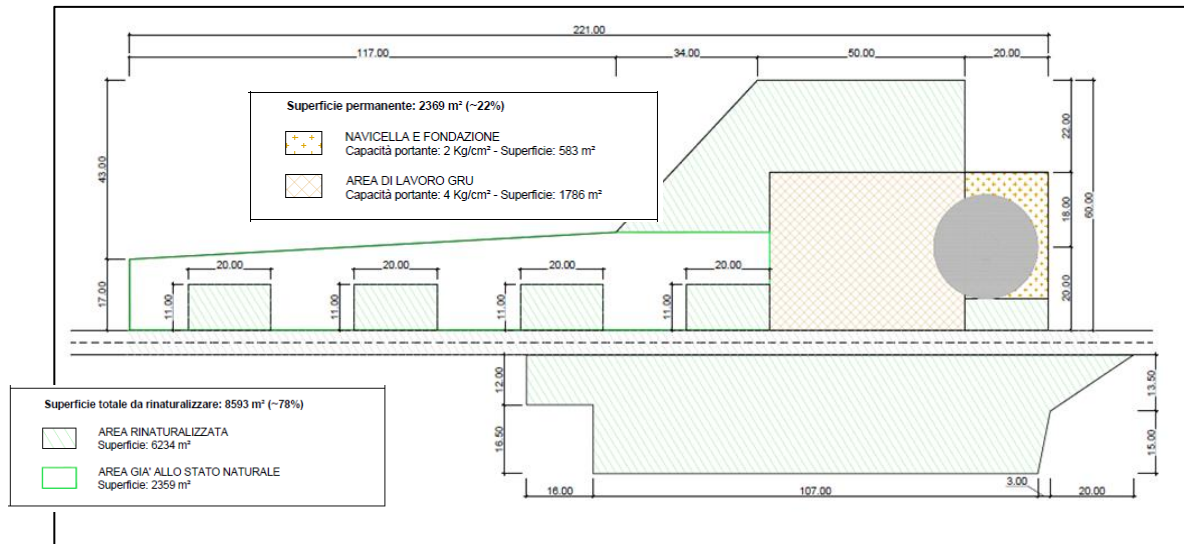 221.00
117.00
34.00
50.00
20.00
Superficie permanente: 2369 m² (~22%)
NAVICELLA E FONDAZIONE
Capacità portante: 2 Kg/cm² - Superficie: 583 m²
AREA DI LAVORO GRU
Capacità portante: 4 Kg/cm² - Superficie: 1786 m²
43.00
17.00
22.00
18.00
60.00
20.00
20.00
20.00
20.00
20.00
11.00
11.00
11.00
11.00
12.00
16.50
13.50
15.00
Superficie totale da rinaturalizzare: 8593 m² (~78%)
AREA RINATURALIZZATA
Superficie: 6234 m²
AREA GIA' ALLO STATO NATURALE
Superficie: 2359 m²
16.00
107.00
3.00
20.00